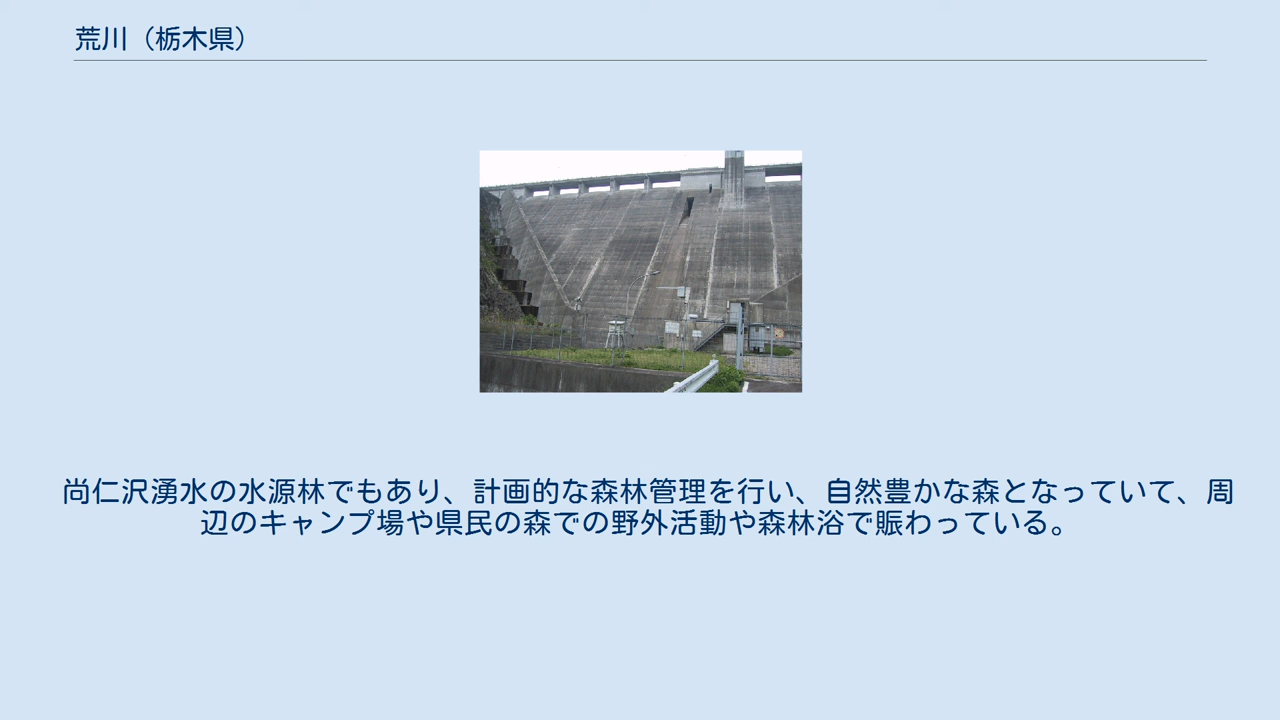 荒川（栃木県）
尚仁沢湧水の水源林でもあり、計画的な森林管理を行い、自然豊かな森となっていて、周
辺のキャンプ場や県民の森での野外活動や森林浴で賑わっている。